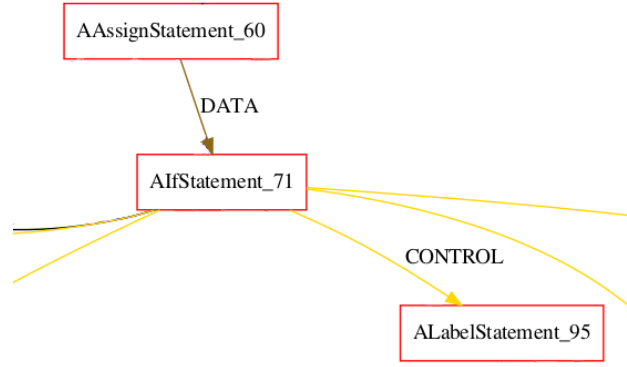 AAssignStatement_60
DATA
AIfStatement_71
CONTROL
ALabelStatement_95